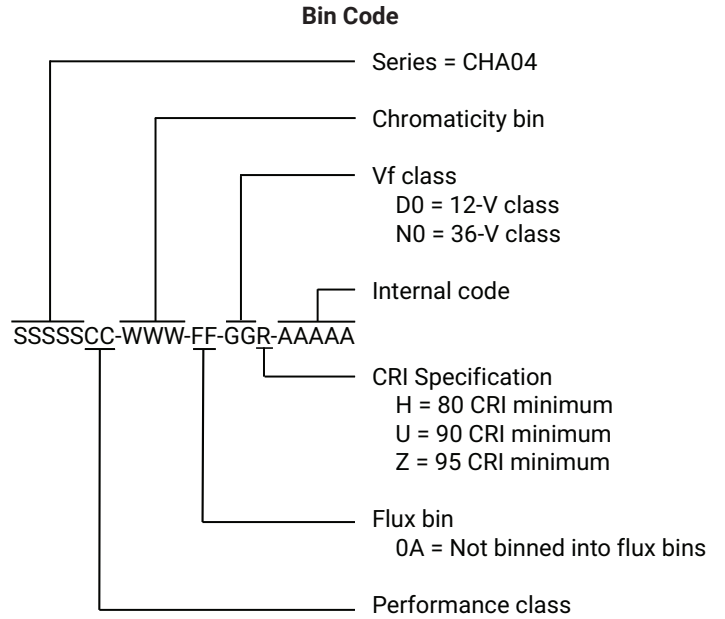 Bin Code
Series = CHA04
Chromaticity bin
Vf class
D0 = 12-V class
N0 = 36-V class
Internal code
SSSSSCC-WWW-FF-GGR-AAAAA
CRI Specification
H = 80 CRI minimum
U = 90 CRI minimum
Z = 95 CRI minimum
Flux bin
0A = Not binned into flux bins
Performance class